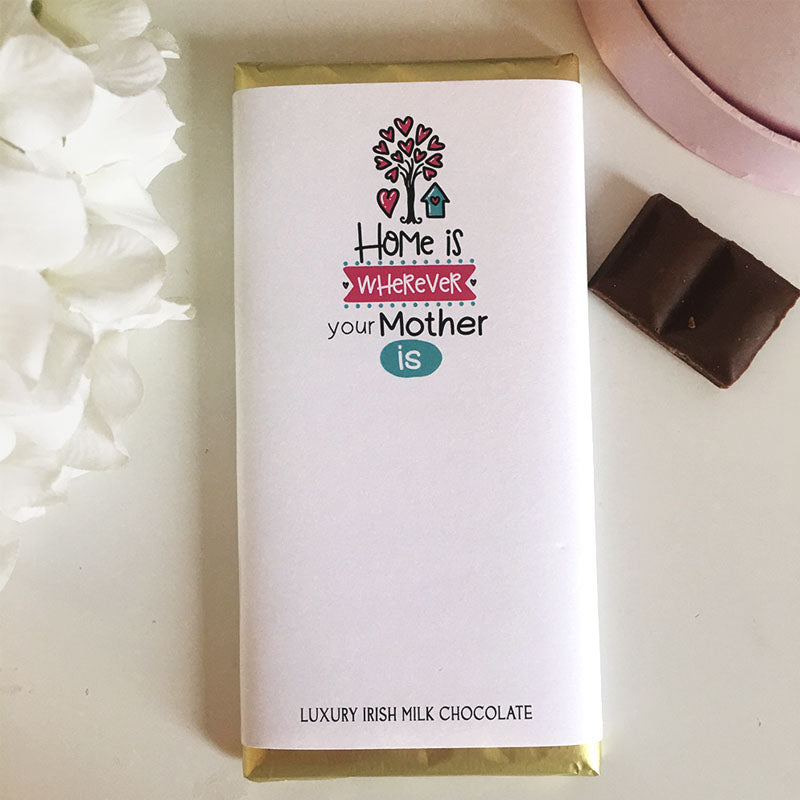 Home is
wherever
your Mother
is
LUXURY IRISH MILK CHOCOLATE